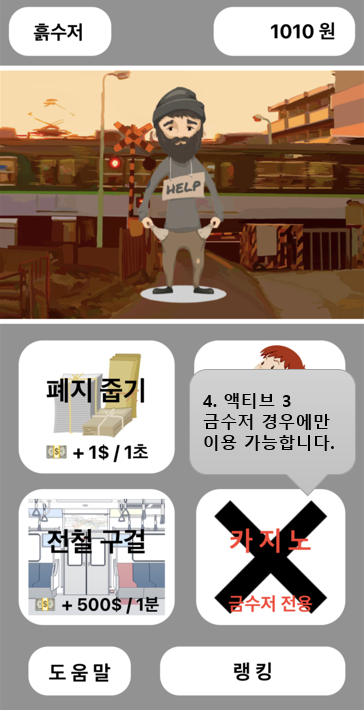 흙수저
1010 원
HELP
폐지 줍기
+ 1$ / 1초
4. 액티브 3
금수저 경우에만
이용 가능합니다.
전철 구걸
+ 500$ / 1분
카지노
금수저 전용
도움말
랭킹